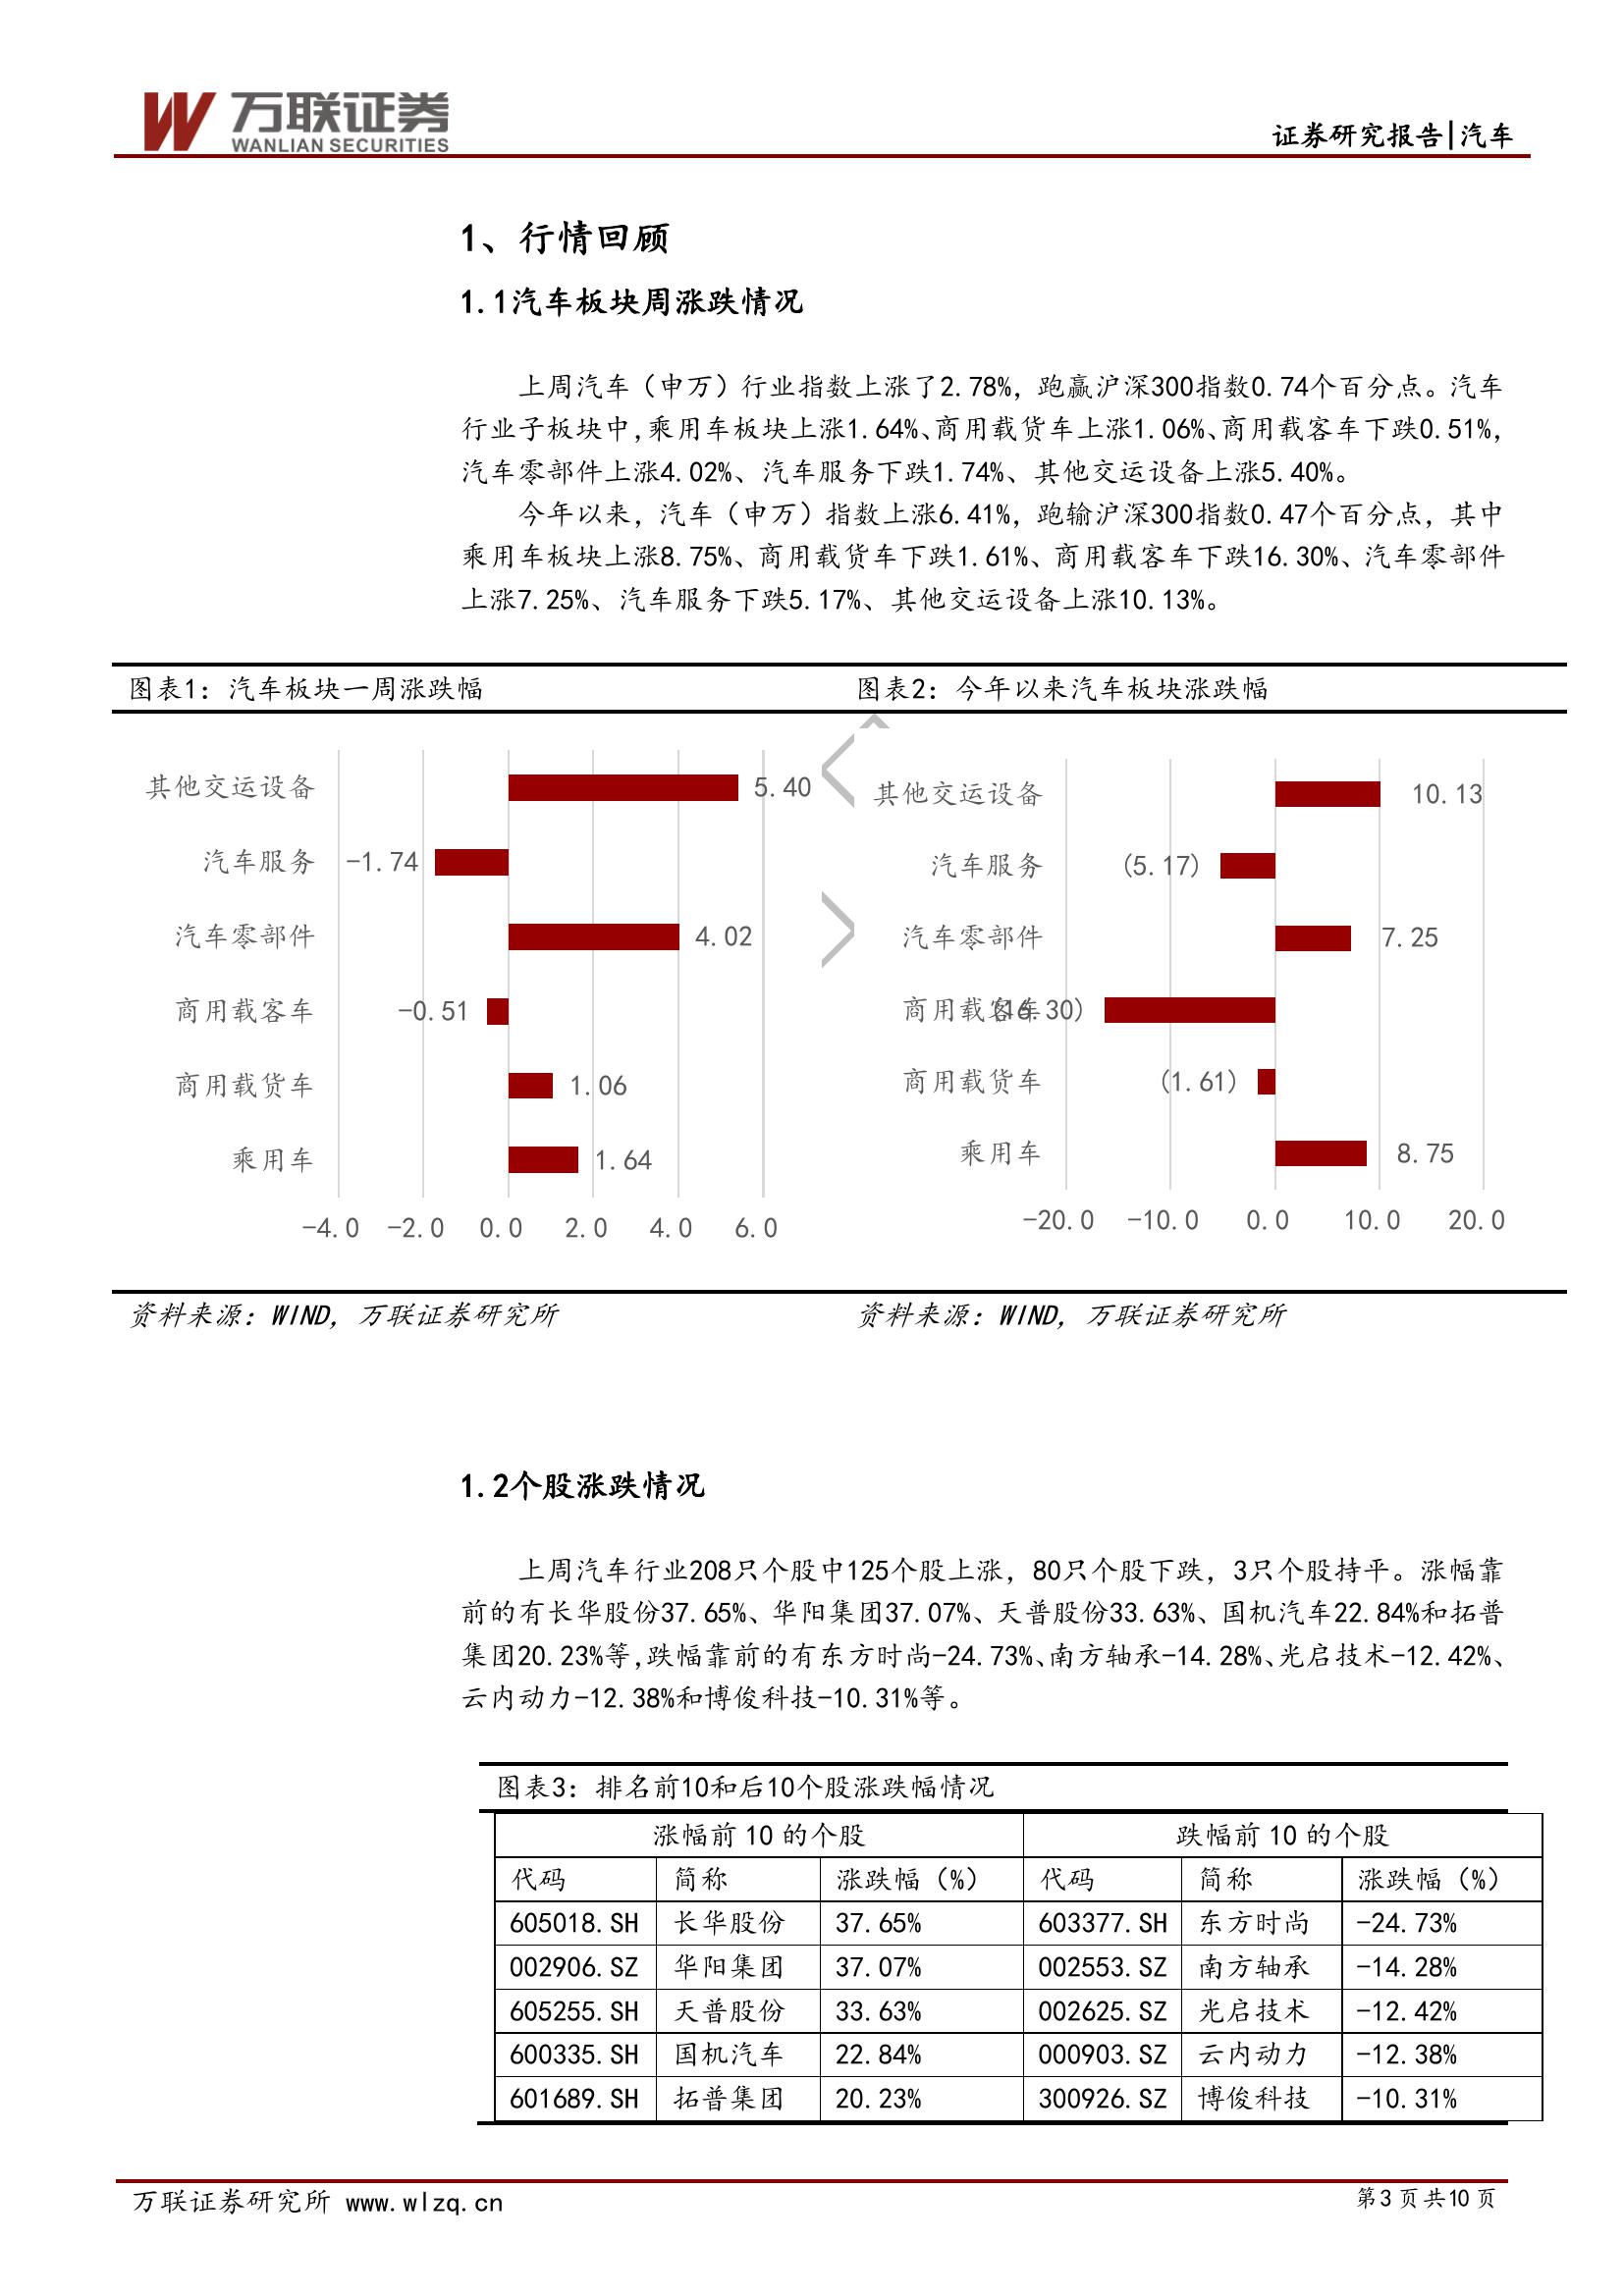 万联证券
WANLIAN SECURITIES
证券研究报告|汽车
1、行情回顾
1.1汽车板块周涨跌情况
上周汽车（申万）行业指数上涨了2.78%，跑赢沪深300指数0.74个百分点。汽车
行业子板块中,乘用车板块上涨1.64%、商用载货车上涨1.06%、商用载客车下跌0.51%,
汽车零部件上涨4.02%、汽车服务下跌1.74%、其他交运设备上涨5.40%。
今年以来，汽车（申万）指数上涨6.41%，跑输沪深300指数0.47个百分点，其中
乘用车板块上涨8.75%、商用载货车下跌1.61%、商用载客车下跌16.30%、汽车零部件
上涨7.25%、汽车服务下跌5.17%、其他交运设备上涨10.13%。
图表1：汽车板块一周涨跌幅
其他交运设备 5.40
汽车服务 -1.74
汽车零部件 4.02
商用载客车 -0.51
商用载货车 1.06
乘用车 1.64
-4.0 -2.0 0.0 2.0 4.0 6.0
资料来源：WIND，万联证券研究所
图表2：今年以来汽车板块涨跌幅
其他交运设备 10.13
汽车服务 (5.17)
汽车零部件 7.25
商用载客车 (16.30)
商用载货车 (1.61)
乘用车 8.75
-20.0 -10.0 0.0 10.0 20.0
资料来源：WIND，万联证券研究所
1.2个股涨跌情况
上周汽车行业208只个股中125个股上涨，80只个股下跌，3只个股持平。涨幅靠
前的有长华股份37.65%、华阳集团37.07%、天普股份33.63%、国机汽车22.84%和拓普
集团20.23%等,跌幅靠前的有东方时尚-24.73%、南方轴承-14.28%、光启技术-12.42%、
云内动力-12.38%和博俊科技-10.31%等。
图表3：排名前10和后10个股涨跌幅情况
涨幅前 10 的个股 跌幅前 10 的个股
代码 简称 涨跌幅（%） 代码 简称 涨跌幅（%）
605018.SH 长华股份 37.65% 603377.SH 东方时尚 -24.73%
002906.SZ 华阳集团 37.07% 002553.SZ 南方轴承 -14.28%
605255.SH 天普股份 33.63% 002625.SZ 光启技术 -12.42%
600335.SH 国机汽车 22.84% 000903.SZ 云内动力 -12.38%
601689.SH 拓普集团 20.23% 300926.SZ 博俊科技 -10.31%
万联证券研究所 www.wlzq.cn
第 3 页 共 10 页